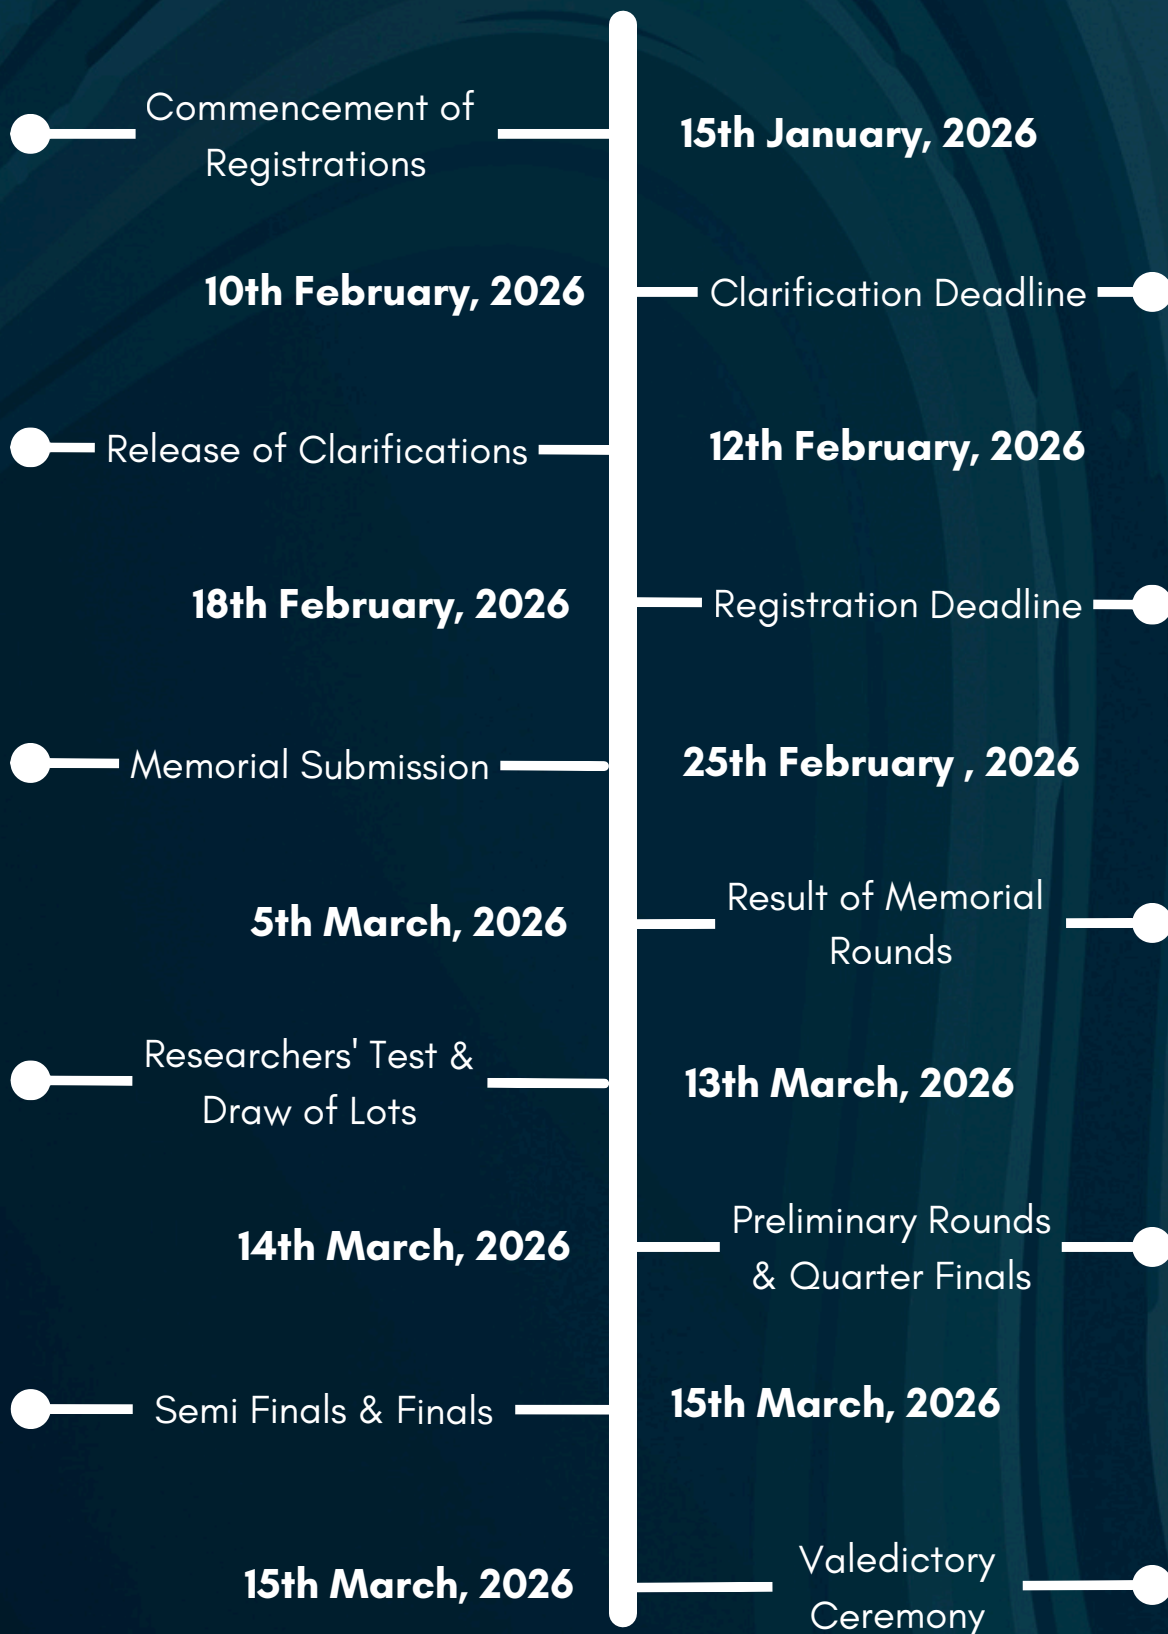 Commencement of
Registrations
15th January, 2026
10th February, 2026
Clarification Deadline
Release of Clarifications
12th February, 2026
18th February, 2026
Registration Deadline
Memorial Submission
25th February , 2026
5th March, 2026
Result of Memorial
Rounds
Researchers' Test &
Draw of Lots
13th March, 2026
14th March, 2026
Preliminary Rounds
& Quarter Finals
Semi Finals & Finals
15th March, 2026
15th March, 2026
Valedictory
Ceremony